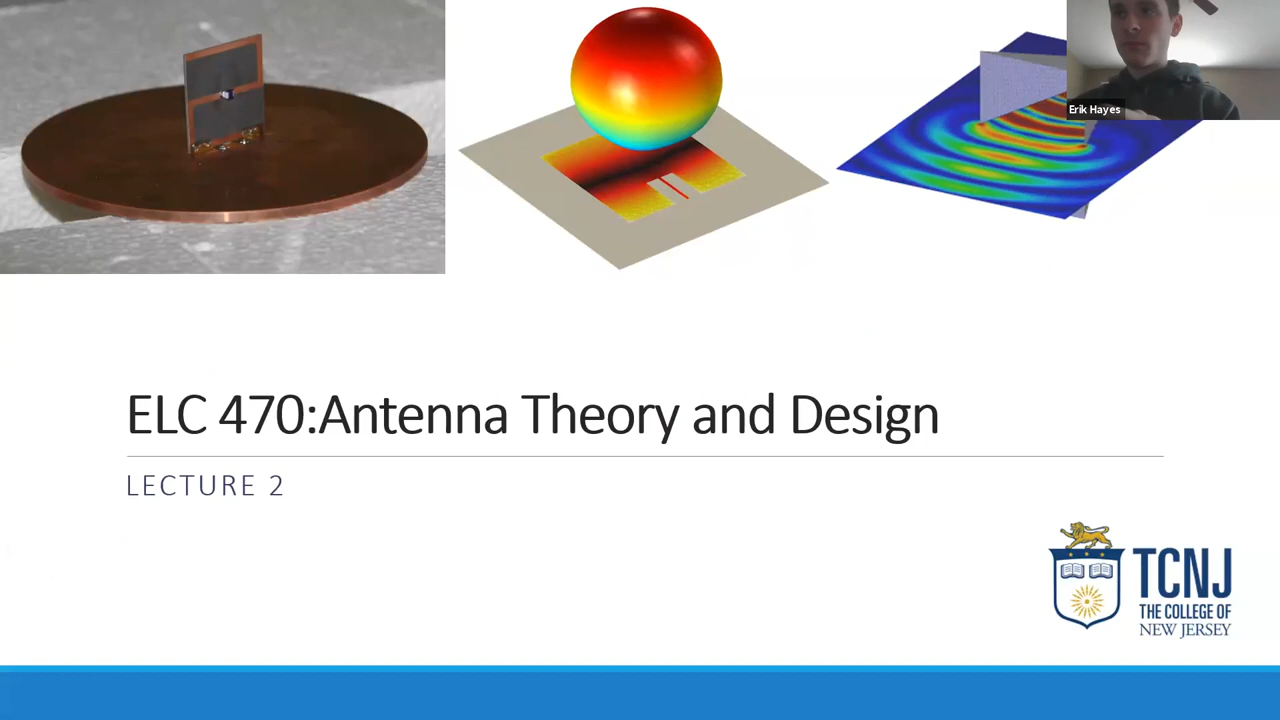 Erik Hayes
ELC 470:Antenna Theory and Design
LECTURE 2
TCNJ
THE COLLEGE OF
NEW JERSEY